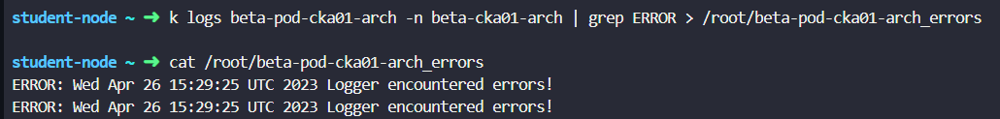 student-node ~ ➜ k logs beta-pod-cka01-arch -n beta-cka01-arch | grep ERROR > /root/beta-pod-cka01-arch_errors
student-node ~ ➜ cat /root/beta-pod-cka01-arch_errors
ERROR: Wed Apr 26 15:29:25 UTC 2023 Logger encountered errors!
ERROR: Wed Apr 26 15:29:25 UTC 2023 Logger encountered errors!